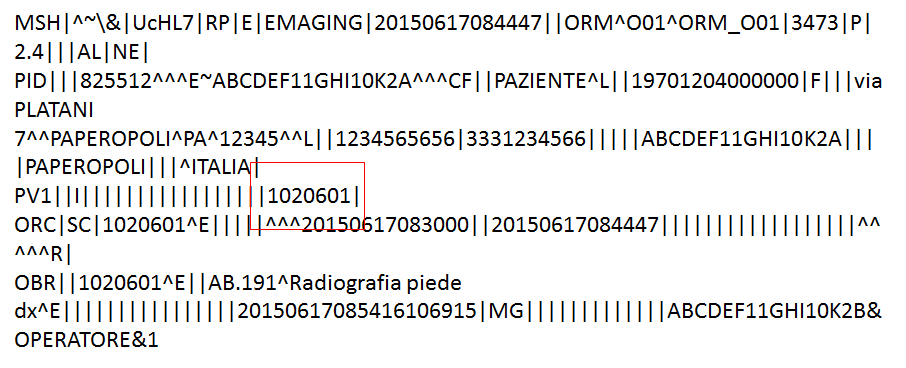 MSH|^~\&|UcHL7|RP|E|EMAGING|20150617084447||ORM^O01^ORM_O01|3473|P|
2.4|||AL|NE|
PID|||825512^^^E~ABCDEF11GHI10K2A^^^CF||PAZIENTE^L||19701204000000|F|||via
PLATANI
7^^PAPEROPOLI^PA^12345^^L||1234565656|3331234566|||||ABCDEF11GHI10K2A|||
|PAPEROPOLI|||^ITALIA|
PV1||I|||||||||||||||||1020601|
ORC|SC|1020601^E|||||^^^20150617083000||20150617084447||||||||||||||||||^^
^^^R|
OBR||1020601^E||AB.191^Radiografia piede
dx^E||||||||||||||||20150617085416106915|MG|||||||||||||ABCDEF11GHI10K2B&
OPERATORE&1